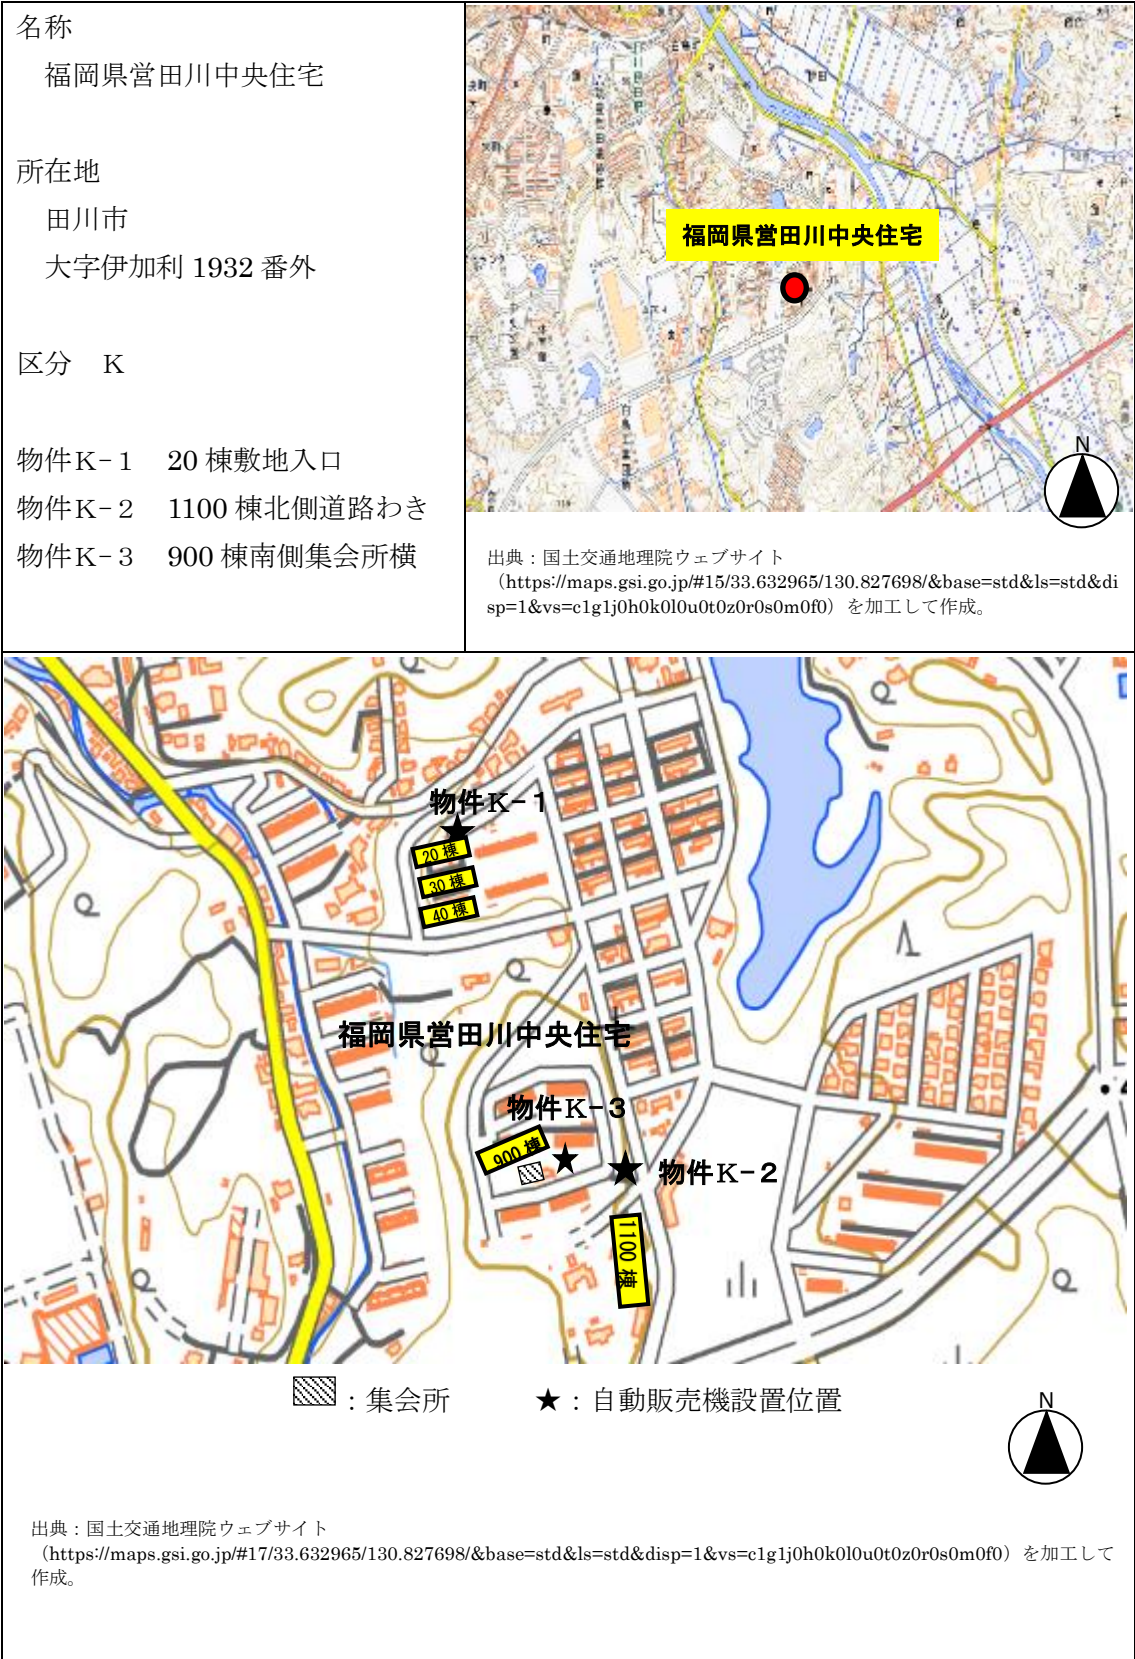 名称
福岡県営田川中央住宅
所在地
田川市
大字伊加利 1932 番外
区分　K
物件K-1　20 棟敷地入口
物件K-2　1100 棟北側道路わき
物件K-3　900 棟南側集会所横
福岡県営田川中央住宅
N
出典：国土交通地理院ウェブサイト
（https://maps.gsi.go.jp/#15/33.632965/130.827698/&base=std&ls=std&di
sp=1&vs=c1g1j0h0k0l0u0t0z0r0s0m0f0）を加工して作成。
物件K-1
20 棟
30 棟
40 棟
福岡県営田川中央住宅
物件K-3
900 棟
物件K-2
1100 棟
：集会所　★：自動販売機設置位置
N
出典：国土交通地理院ウェブサイト
（https://maps.gsi.go.jp/#17/33.632965/130.827698/&base=std&ls=std&disp=1&vs=c1g1j0h0k0l0u0t0z0r0s0m0f0）を加工して
作成。